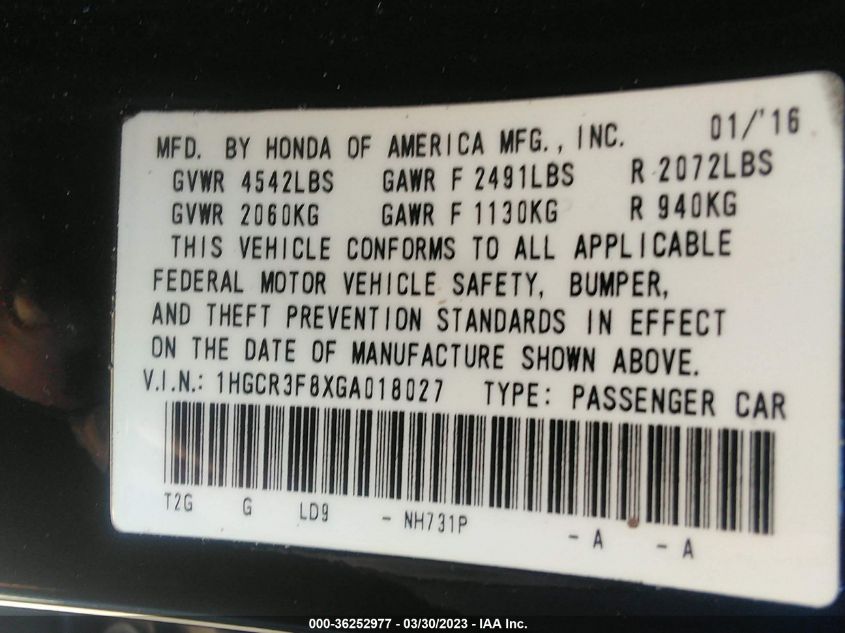 MFD. BY HONDA OF AMERICA MFG., INC. 01/'16
GVWR 4542LBS GAWR F 2491LBS R 2072LBS
GVWR 2060KG GAWR F 1130KG R 940KG
THIS VEHICLE CONFORMS TO ALL APPLICABLE
FEDERAL MOTOR VEHICLE SAFETY, BUMPER,
AND THEFT PREVENTION STANDARDS IN EFFECT
ON THE DATE OF MANUFACTURE SHOWN ABOVE.
V.I.N.: 1HGCR3F8XGA018027 TYPE: PASSENGER CAR
T2G G LD9 - NH731P - A - A
000-36252977 - 03/30/2023 - IAA Inc.